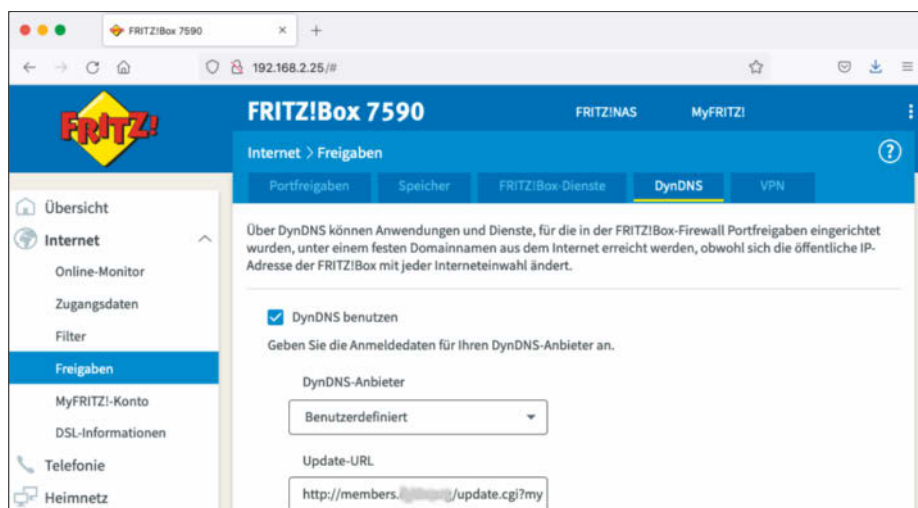 FRITZ!Box 7590
192.168.2.25/#
FRITZ!
FRITZ!Box 7590
FRITZ!NAS
MyFRITZ!
Internet > Freigaben
Portfreigaben
Speicher
FRITZ!Box-Dienste
DynDNS
VPN
Übersicht
Internet
Online-Monitor
Zugangsdaten
Filter
Freigaben
MyFRITZ!-Konto
DSL-Informationen
Telefonie
Heimnetz
Über DynDNS können Anwendungen und Dienste, für die in der FRITZ!Box-Firewall Portfreigaben eingerichtet
wurden, unter einem festen Domainnamen aus dem Internet erreicht werden, obwohl sich die öffentliche IP-
Adresse der FRITZ!Box mit jeder Interneteinwahl ändert.
DynDNS benutzen
Geben Sie die Anmeldedaten für Ihren DynDNS-Anbieter an.
DynDNS-Anbieter
Benutzerdefiniert
Update-URL
http://members. /update.cgi?my